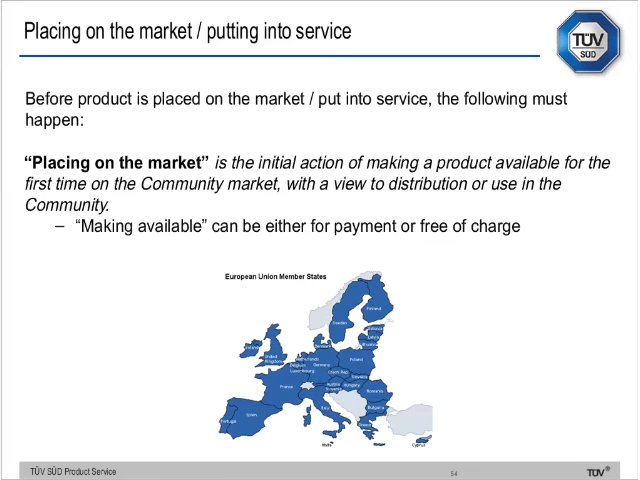 Placing on the market / putting into service
TÜV
SÜD
Before product is placed on the market / put into service, the following must
happen:
“Placing on the market” is the initial action of making a product available for the
first time on the Community market, with a view to distribution or use in the
Community.
– “Making available” can be either for payment or free of charge
European Union Member States
Finland
Sweden
Estonia
Latvia
Lithuania
Denmark
Ireland
United
Kingdom
Netherlands
Belgium
Germany
Poland
Luxembourg
Czech Rep.
Slovakia
France
Austria
Hungary
Slovenia
Romania
Italy
Bulgaria
Spain
Portugal
Greece
Malta
Cyprus
TÜV SÜD Product Service
54
TÜV®